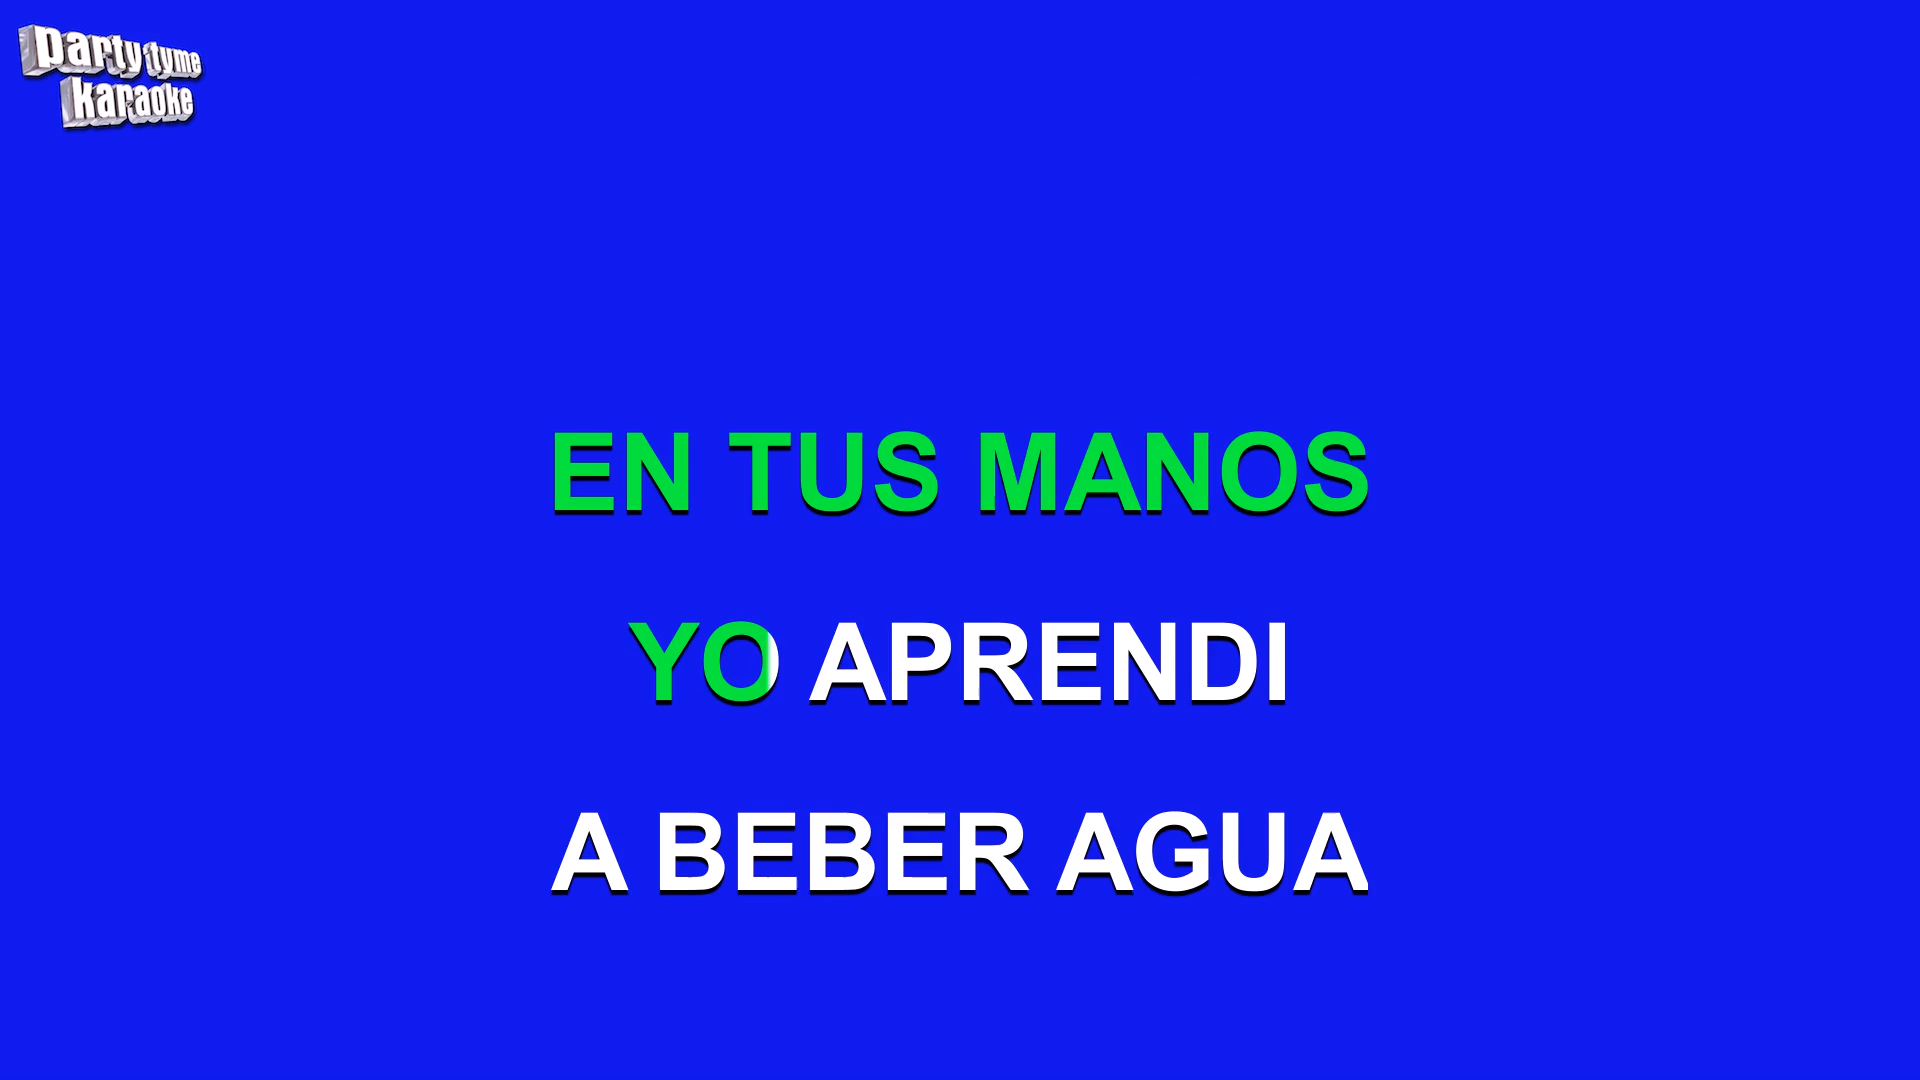 party tyme
karaoke
EN TUS MANOS
YO APRENDI
A BEBER AGUA